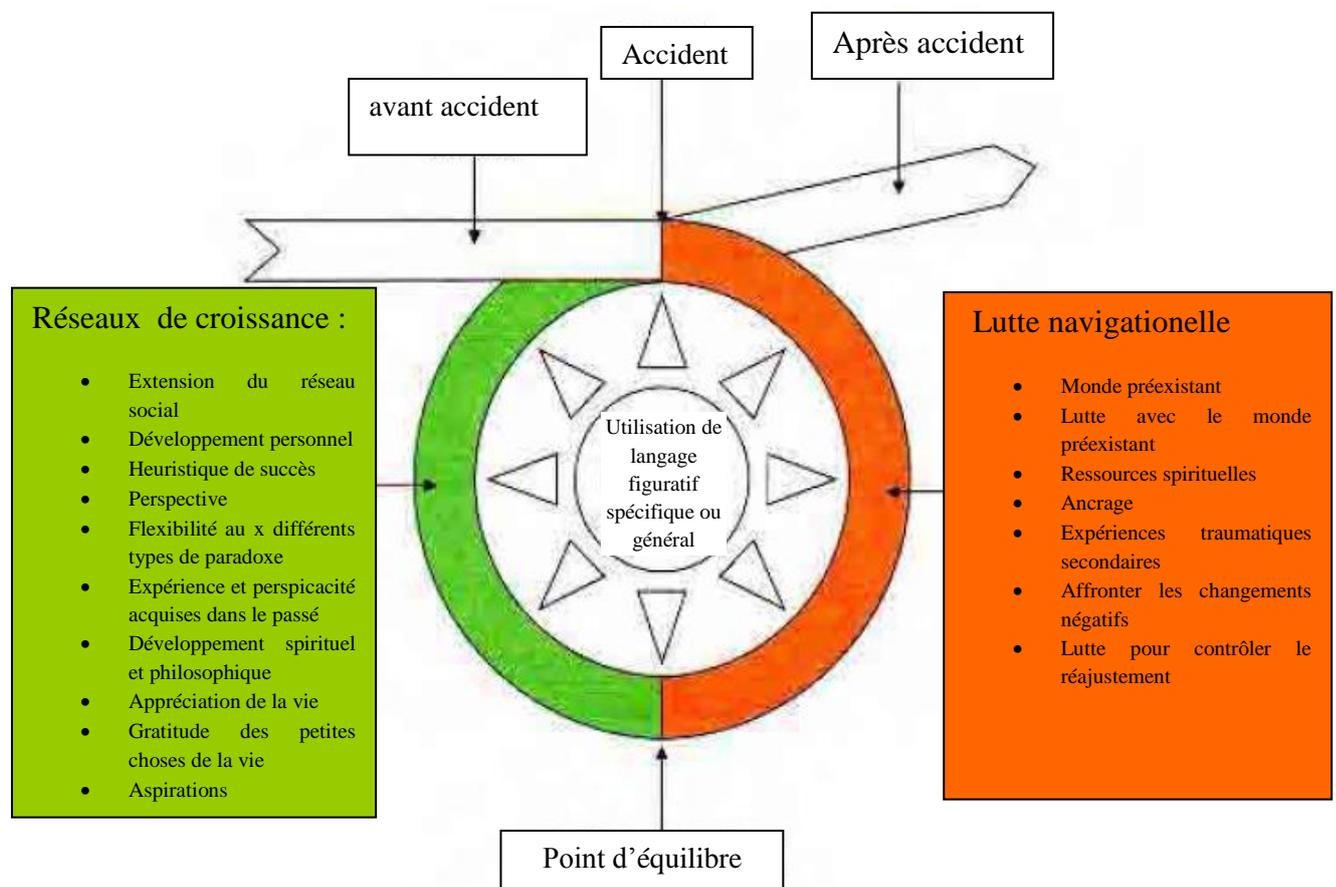 Accident
Après accident
avant accident
Réseaux de croissance :
• Extension du réseau
social
• Développement personnel
• Heuristique de succès
• Perspective
• Flexibilité au x différents
types de paradoxe
• Expérience et perspicacité
acquises dans le passé
• Développement spirituel
et philosophique
• Appréciation de la vie
• Gratitude des petites
choses de la vie
• Aspirations
Utilisation de
langage
figuratif
spécifique ou
général
Lutte navigationelle
• Monde préexistant
• Lutte avec le monde
préexistant
• Ressources spirituelles
• Ancrage
• Expériences traumatiques
secondaires
• Affronter les changements
négatifs
• Lutte pour contrôler le
réajustement
Point d’équilibre